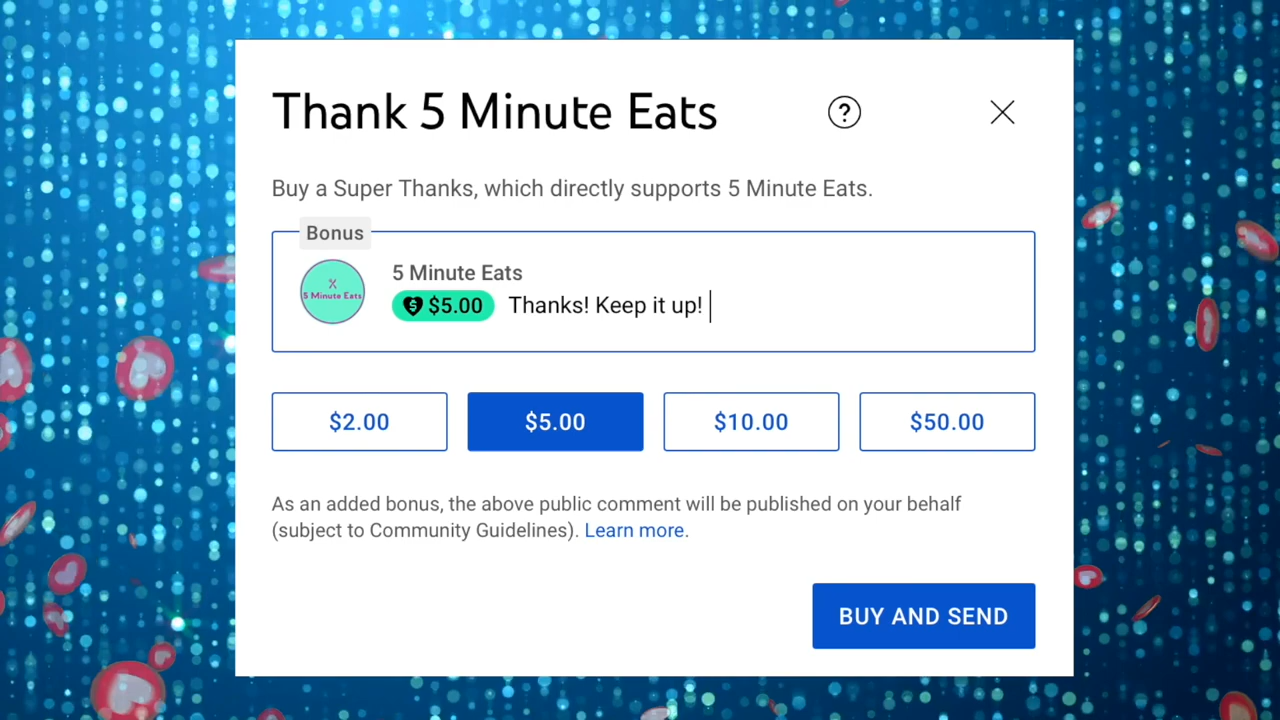 Thank 5 Minute Eats
?
Buy a Super Thanks, which directly supports 5 Minute Eats.
Bonus
5 Minute Eats
5 Minute Eats
$ $5.00 Thanks! Keep it up!
$2.00 $5.00 $10.00 $50.00
As an added bonus, the above public comment will be published on your behalf
(subject to Community Guidelines). Learn more.
BUY AND SEND